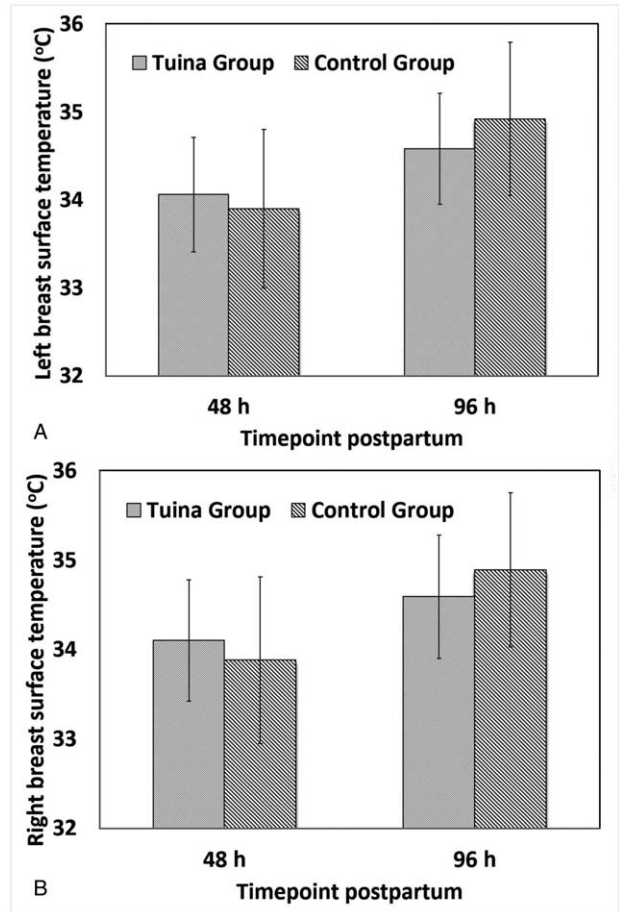 Left breast surface temperature (°C)
36
35
34
33
32
Tuina Group Control Group
48 h 96 h
Timepoint postpartum
A
Right breast surface temperature (°C)
36
35
34
33
32
Tuina Group Control Group
48 h 96 h
Timepoint postpartum
B